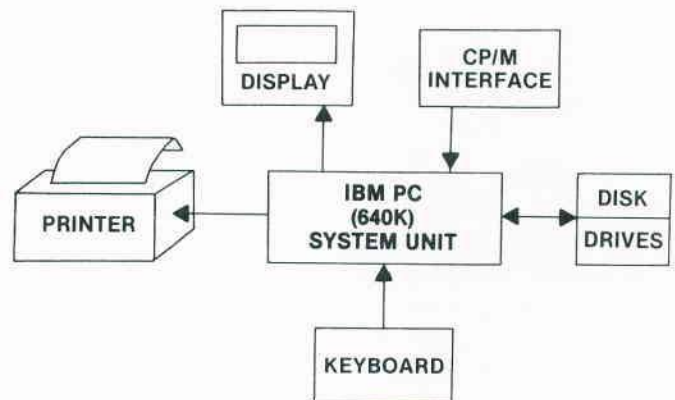 DISPLAY
CP/M
INTERFACE
PRINTER
IBM PC
(640K)
SYSTEM UNIT
DISK
DRIVES
KEYBOARD